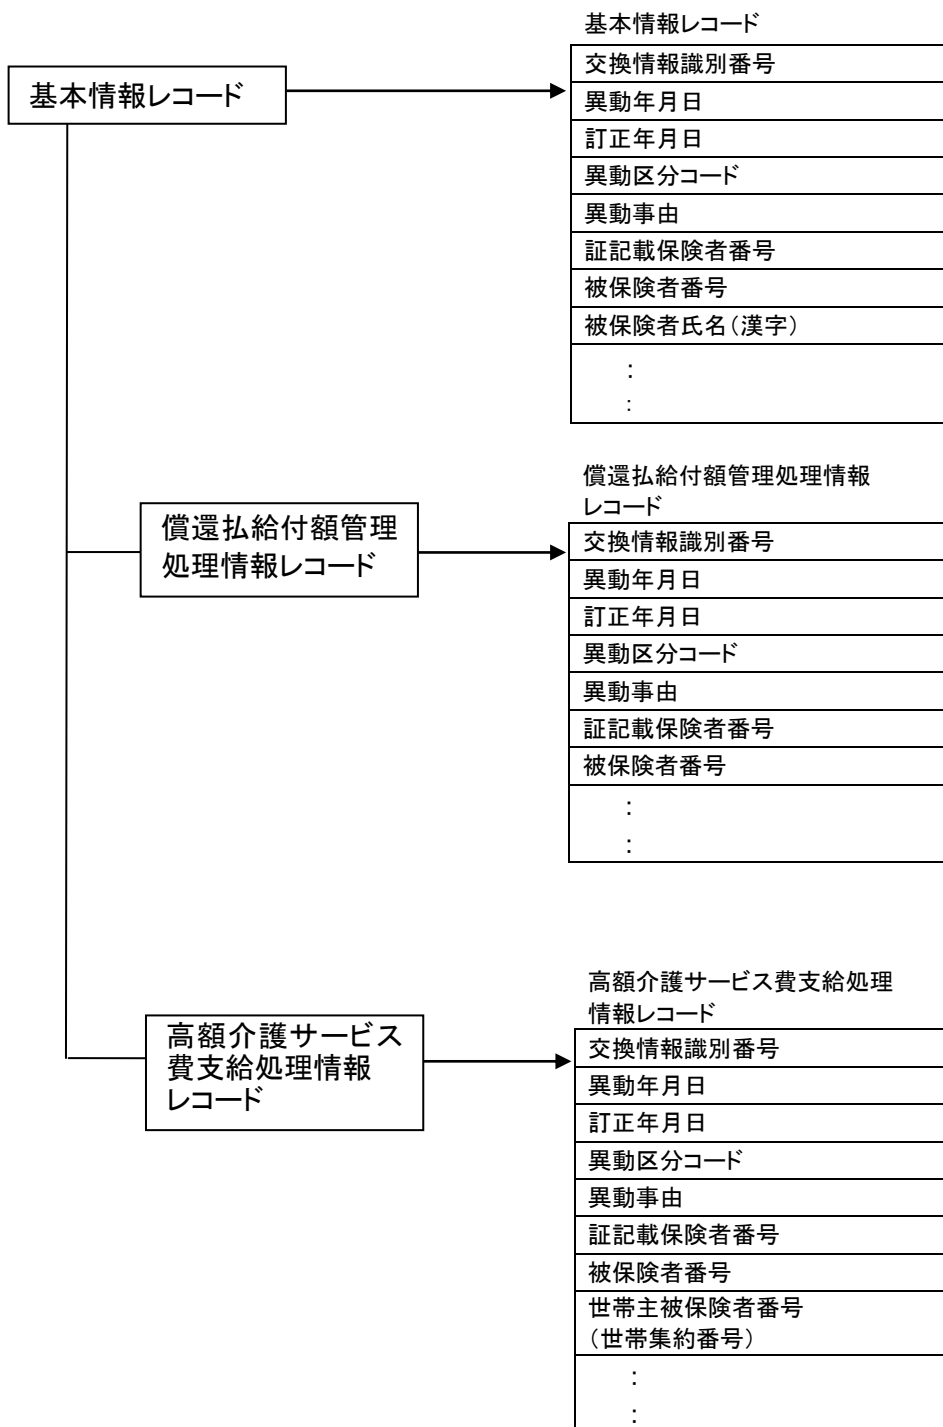 基本情報レコード
基本情報レコード
交換情報識別番号
異動年月日
訂正年月日
異動区分コード
異動事由
証記載保険者番号
被保険者番号
被保険者氏名(漢字)
:
:
償還払給付額管理
処理情報レコード
償還払給付額管理処理情報
レコード
交換情報識別番号
異動年月日
訂正年月日
異動区分コード
異動事由
証記載保険者番号
被保険者番号
:
:
高額介護サービス
費支給処理情報
レコード
高額介護サービス費支給処理
情報レコード
交換情報識別番号
異動年月日
訂正年月日
異動区分コード
異動事由
証記載保険者番号
被保険者番号
世帯主被保険者番号
(世帯集約番号)
:
: